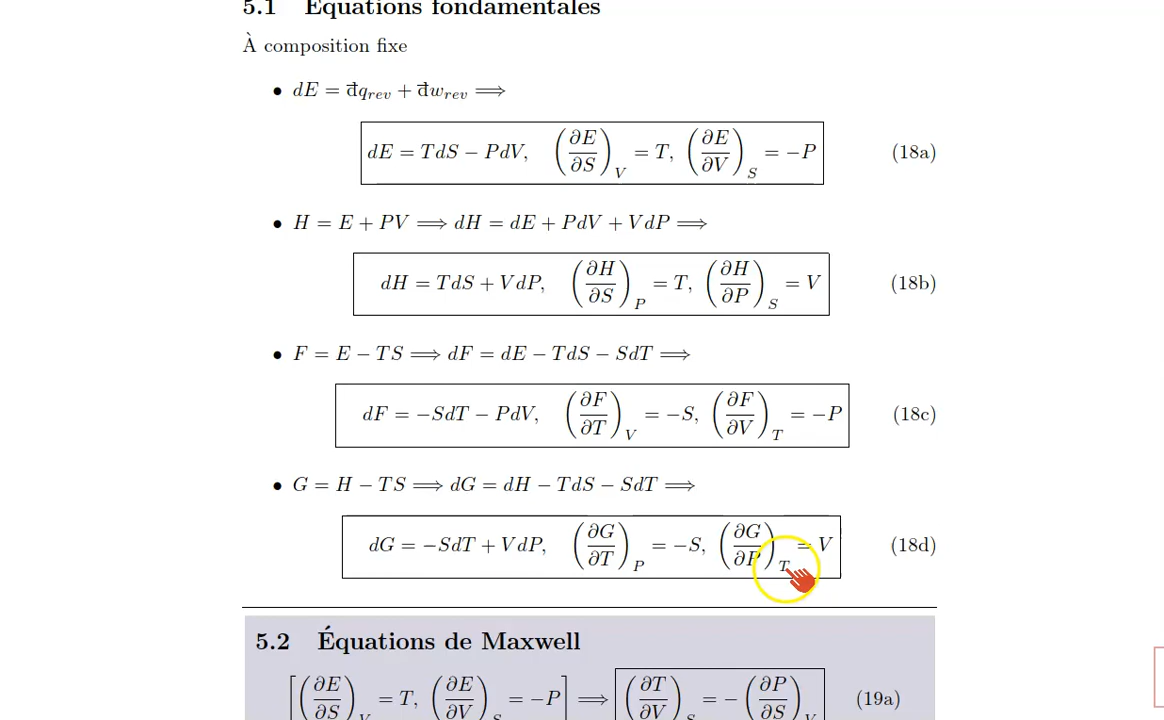 5.1 Équations fondamentales
À composition fixe
• dE = đq_rev + đw_rev ⟹
dE = TdS − PdV, (∂E/∂S)_V = T, (∂E/∂V)_S = −P (18a)
• H = E + PV ⟹ dH = dE + PdV + VdP ⟹
dH = TdS + VdP, (∂H/∂S)_P = T, (∂H/∂P)_S = V (18b)
• F = E − TS ⟹ dF = dE − TdS − SdT ⟹
dF = −SdT − PdV, (∂F/∂T)_V = −S, (∂F/∂V)_T = −P (18c)
• G = H − TS ⟹ dG = dH − TdS − SdT ⟹
dG = −SdT + VdP, (∂G/∂T)_P = −S, (∂G/∂P)_T = V (18d)
5.2 Équations de Maxwell
[(∂E/∂S)_V = T, (∂E/∂V)_S = −P] ⟹ (∂T/∂V)_S = −(∂P/∂S)_V (19a)